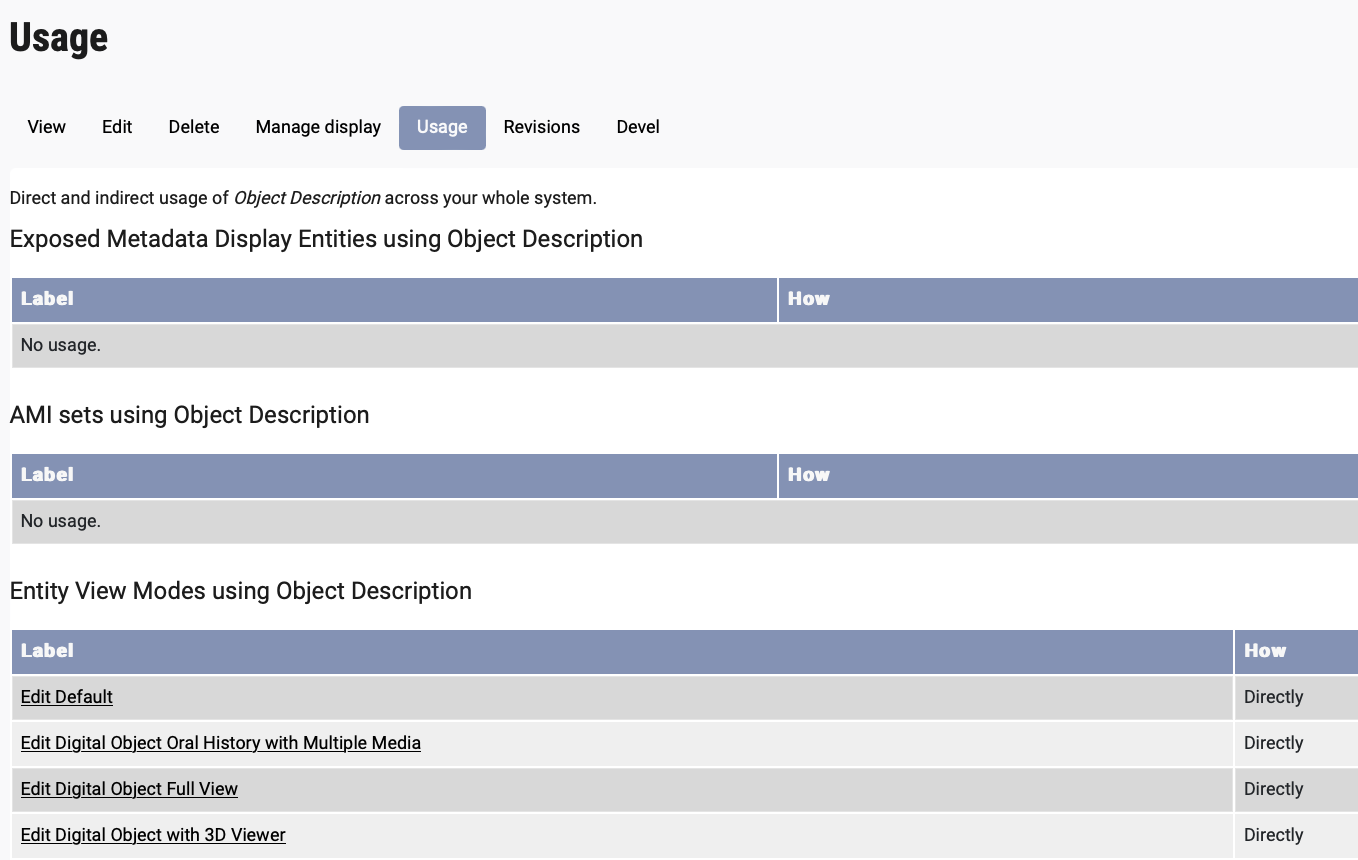 Usage
View Edit Delete Manage display Usage Revisions Devel
Direct and indirect usage of Object Description across your whole system.
Exposed Metadata Display Entities using Object Description
Label How
No usage.
AMI sets using Object Description
Label How
No usage.
Entity View Modes using Object Description
Label How
Edit Default Directly
Edit Digital Object Oral History with Multiple Media Directly
Edit Digital Object Full View Directly
Edit Digital Object with 3D Viewer Directly